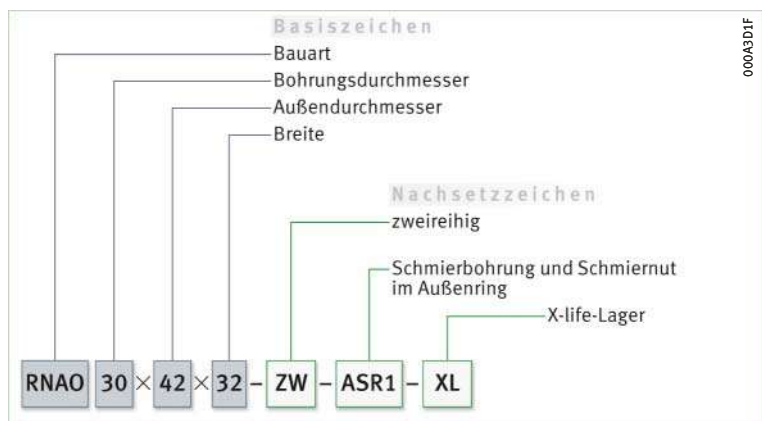 Basiszeichen
Bauart
Bohrungsdurchmesser
Außendurchmesser
Breite
Nachsetzzeichen
zweireihig
Schmierbohrung und Schmiernut
im Außenring
X-life-Lager
RNAO 30 × 42 × 32 – ZW – ASR1 – XL
000A3D1F